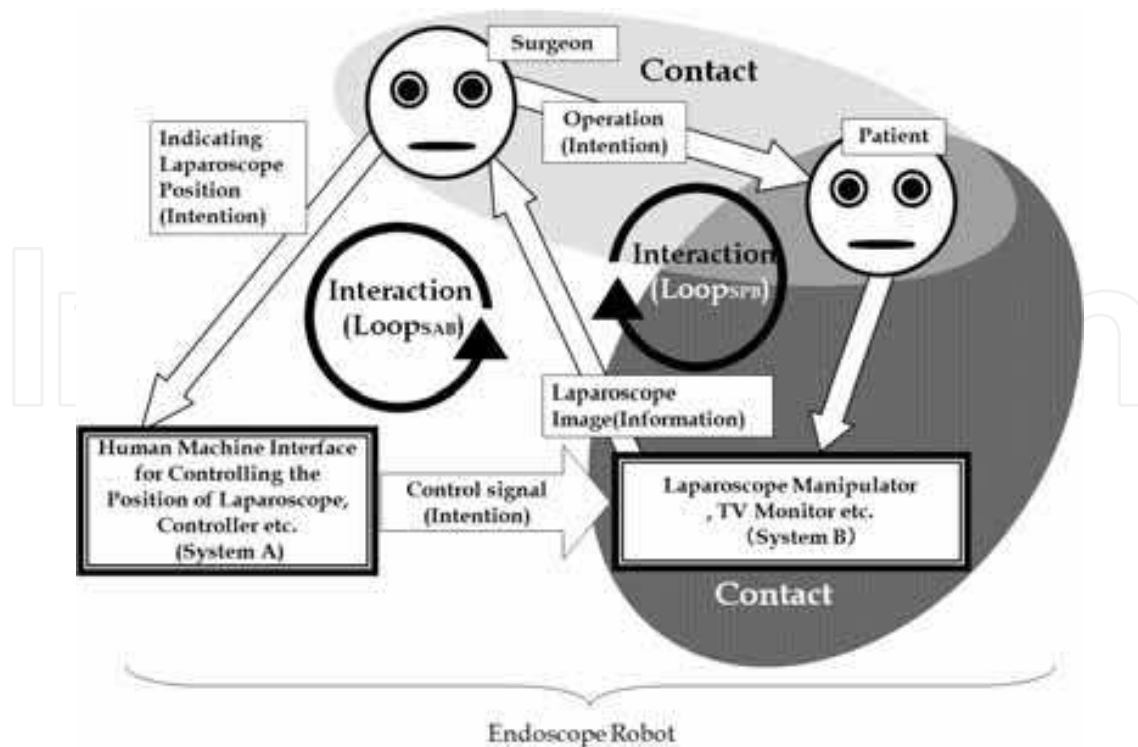 Surgeon
Contact
Indicating
Laparoscope
Position
(Intention)
Operation
(Intention)
Patient
Interaction
(LoopSAB)
Interaction
(LoopSPB)
Laparoscope
Image(Information)
Human Machine Interface
for Controlling the
Position of Laparoscope,
Controller etc.
(System A)
Control signal
(Intention)
Laparoscope Manipulator
, TV Monitor etc.
(System B)
Contact
Endoscope Robot